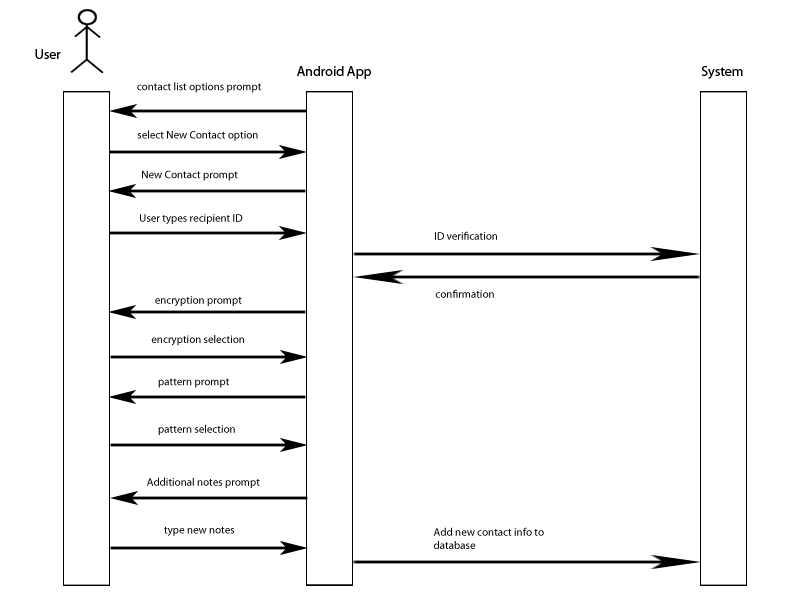 User
Android App
System
contact list options prompt
select New Contact option
New Contact prompt
User types recipient ID
ID verification
confirmation
encryption prompt
encryption selection
pattern prompt
pattern selection
Additional notes prompt
type new notes
Add new contact info to
database